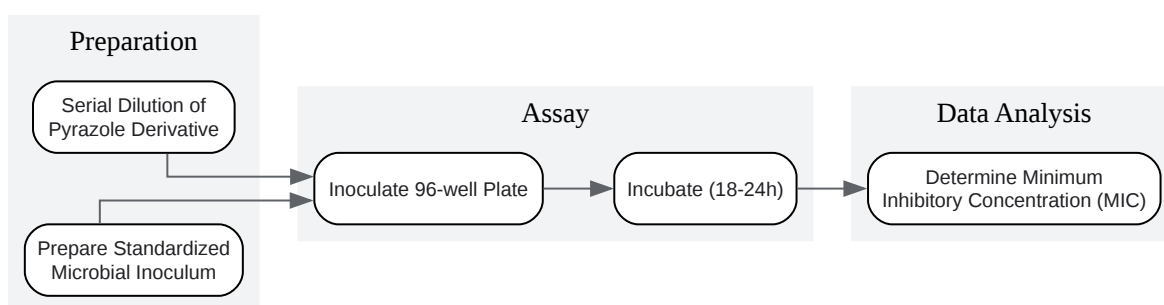 Preparation
Serial Dilution of
Pyrazole Derivative
Prepare Standardized
Microbial Inoculum
Assay
Inoculate 96-well Plate
Incubate (18-24h)
Data Analysis
Determine Minimum
Inhibitory Concentration (MIC)